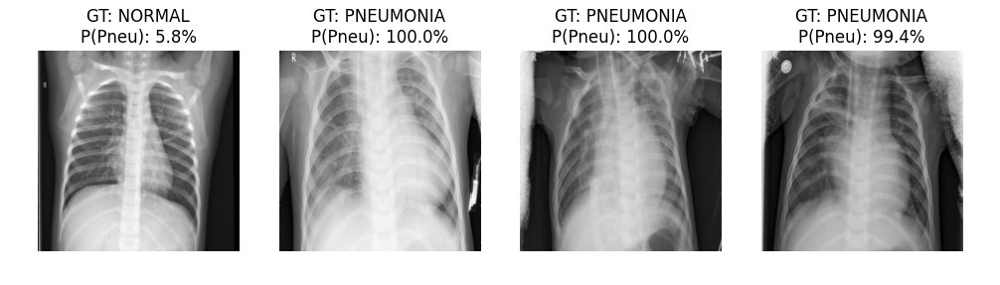 GT: NORMAL
P(Pneu): 5.8%
GT: PNEUMONIA
P(Pneu): 100.0%
GT: PNEUMONIA
P(Pneu): 100.0%
GT: PNEUMONIA
P(Pneu): 99.4%
R
R
R